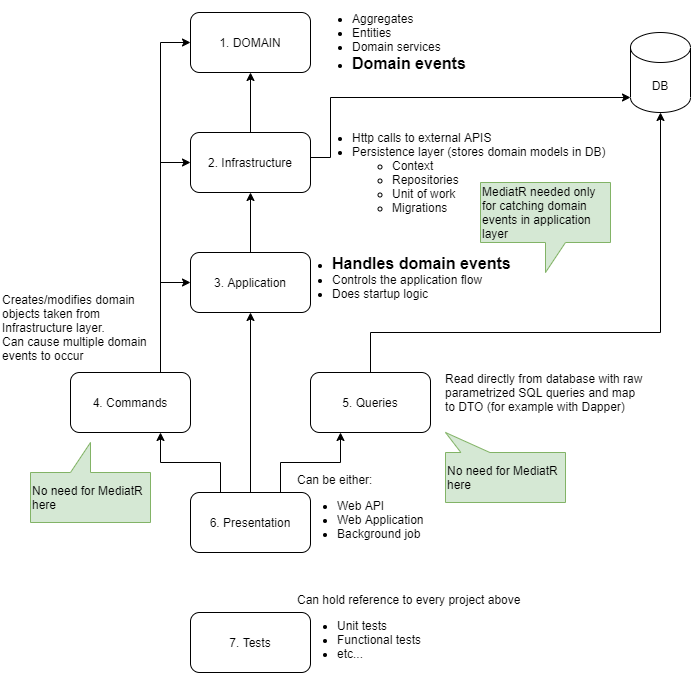 1. DOMAIN
Aggregates
Entities
Domain services
Domain events
DB
2. Infrastructure
Http calls to external APIS
Persistence layer (stores domain models in DB)
Context
Repositories
Unit of work
Migrations
MediatR needed only
for catching domain
events in application
layer
3. Application
Handles domain events
Controls the application flow
Does startup logic
Creates/modifies domain
objects taken from
Infrastructure layer.
Can cause multiple domain
events to occur
4. Commands
5. Queries
Read directly from database with raw
parametrized SQL queries and map
to DTO (for example with Dapper)
No need for MediatR
here
No need for MediatR
here
6. Presentation
Can be either:
Web API
Web Application
Background job
Can hold reference to every project above
7. Tests
Unit tests
Functional tests
etc...